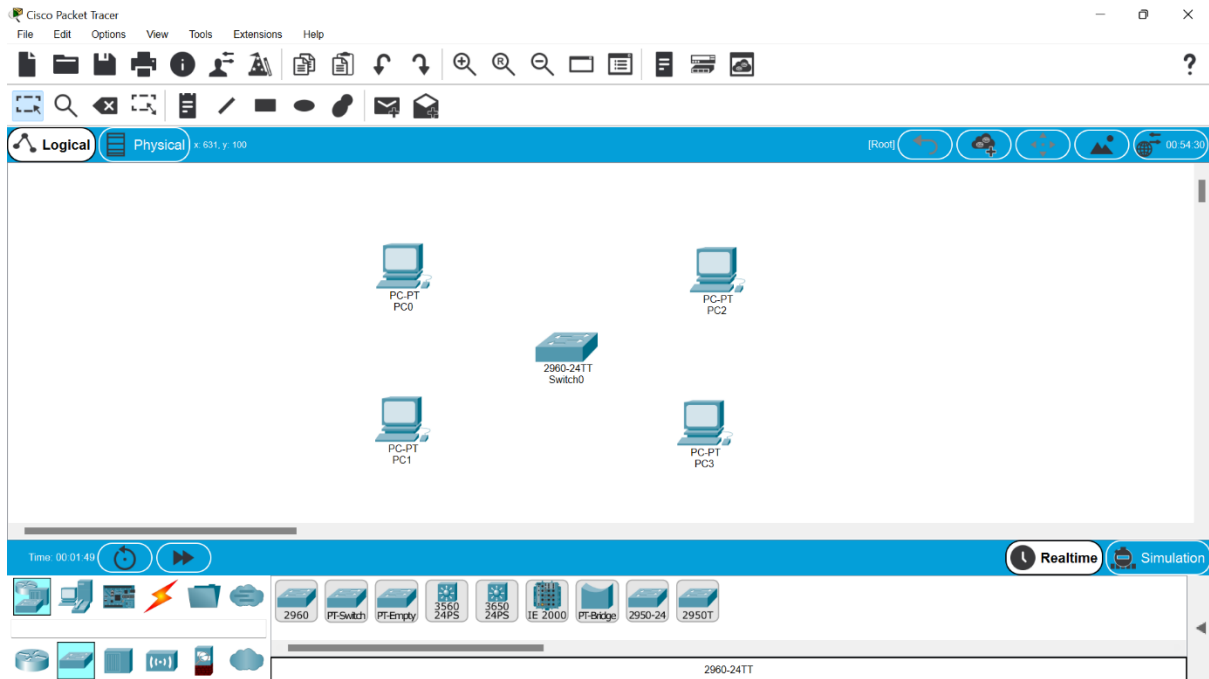 Cisco Packet Tracer
File Edit Options View Tools Extensions Help
Logical Physical x: 631, y: 100 [Root] 00:54:30
PC-PT
PC0
PC-PT
PC2
2960-24TT
Switch0
PC-PT
PC1
PC-PT
PC3
Time: 00:01:49 Realtime Simulation
2960 PT-Switch PT-Empty 3560 24PS 3650 24PS IE 2000 PT-Bridge 2950-24 2950T
2960-24TT